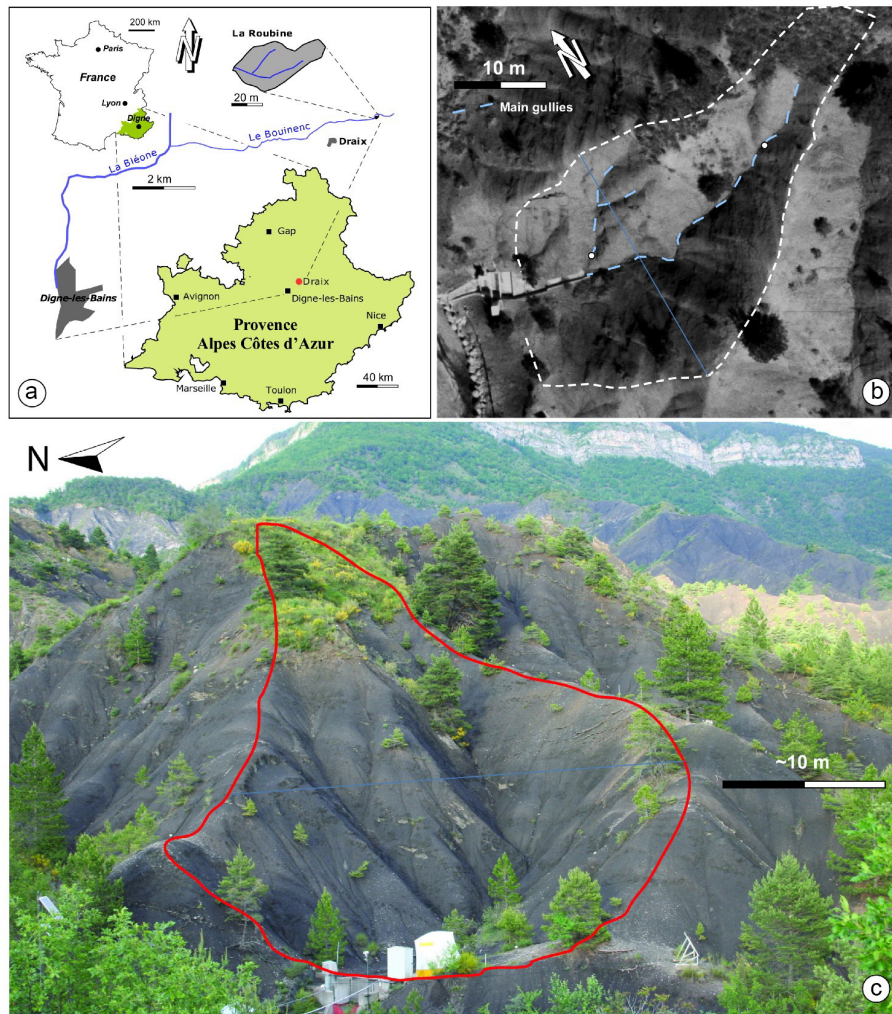 200 km
Paris
France
Lyon
Digne
N
La Roubine
20 m
Le Bouinenc
Draix
La Bléone
2 km
Gap
Draix
Digne-les-Bains
Digne-les-Bains
Avignon
Provence
Alpes Côtes d'Azur
Nice
Marseille
Toulon
40 km
a
N
10 m
Main gullies
b
N
~10 m
c